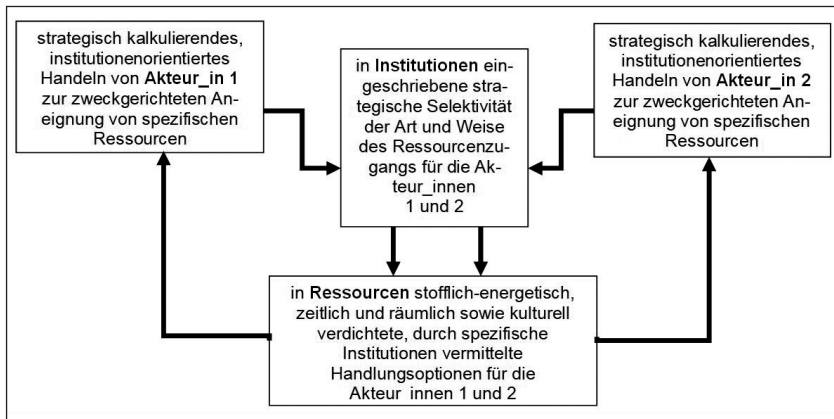 strategisch kalkulierendes,
institutionenorientiertes
Handeln von Akteur_in 1
zur zweckgerichteten An-
eignung von spezifischen
Ressourcen
in Institutionen ein-
geschriebene stra-
tegische Selektivität
der Art und Weise
des Ressourcenzu-
gangs für die Ak-
teur_innen
1 und 2
strategisch kalkulierendes,
institutionenorientiertes
Handeln von Akteur_in 2
zur zweckgerichteten An-
eignung von spezifischen
Ressourcen
in Ressourcen stofflich-energetisch,
zeitlich und räumlich sowie kulturell
verdichtete, durch spezifische
Institutionen vermittelte
Handlungsoptionen für die
Akteur innen 1 und 2